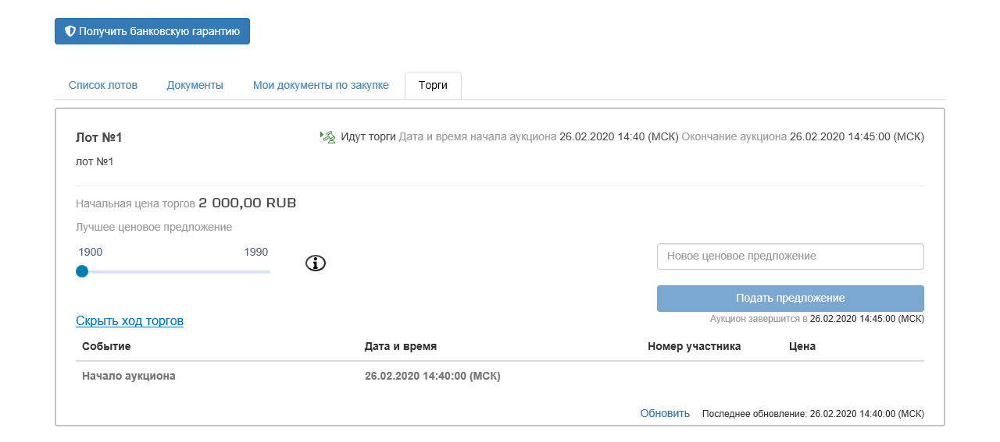 Получить банковскую гарантию
Список лотов Документы Мои документы по закупке Торги
Лот №1 Идут торги Дата и время начала аукциона 26.02.2020 14:40 (МСК) Окончание аукциона 26.02.2020 14:45:00 (МСК)
лот №1
Начальная цена торгов 2 000,00 RUB
Лучшее ценовое предложение
1900 1990
Новое ценовое предложение
Подать предложение
Скрыть ход торгов Аукцион завершится в 26.02.2020 14:45:00 (МСК)
Событие Дата и время Номер участника Цена
Начало аукциона 26.02.2020 14:40:00 (МСК)
Обновить Последнее обновление: 26.02.2020 14:40:00 (МСК)